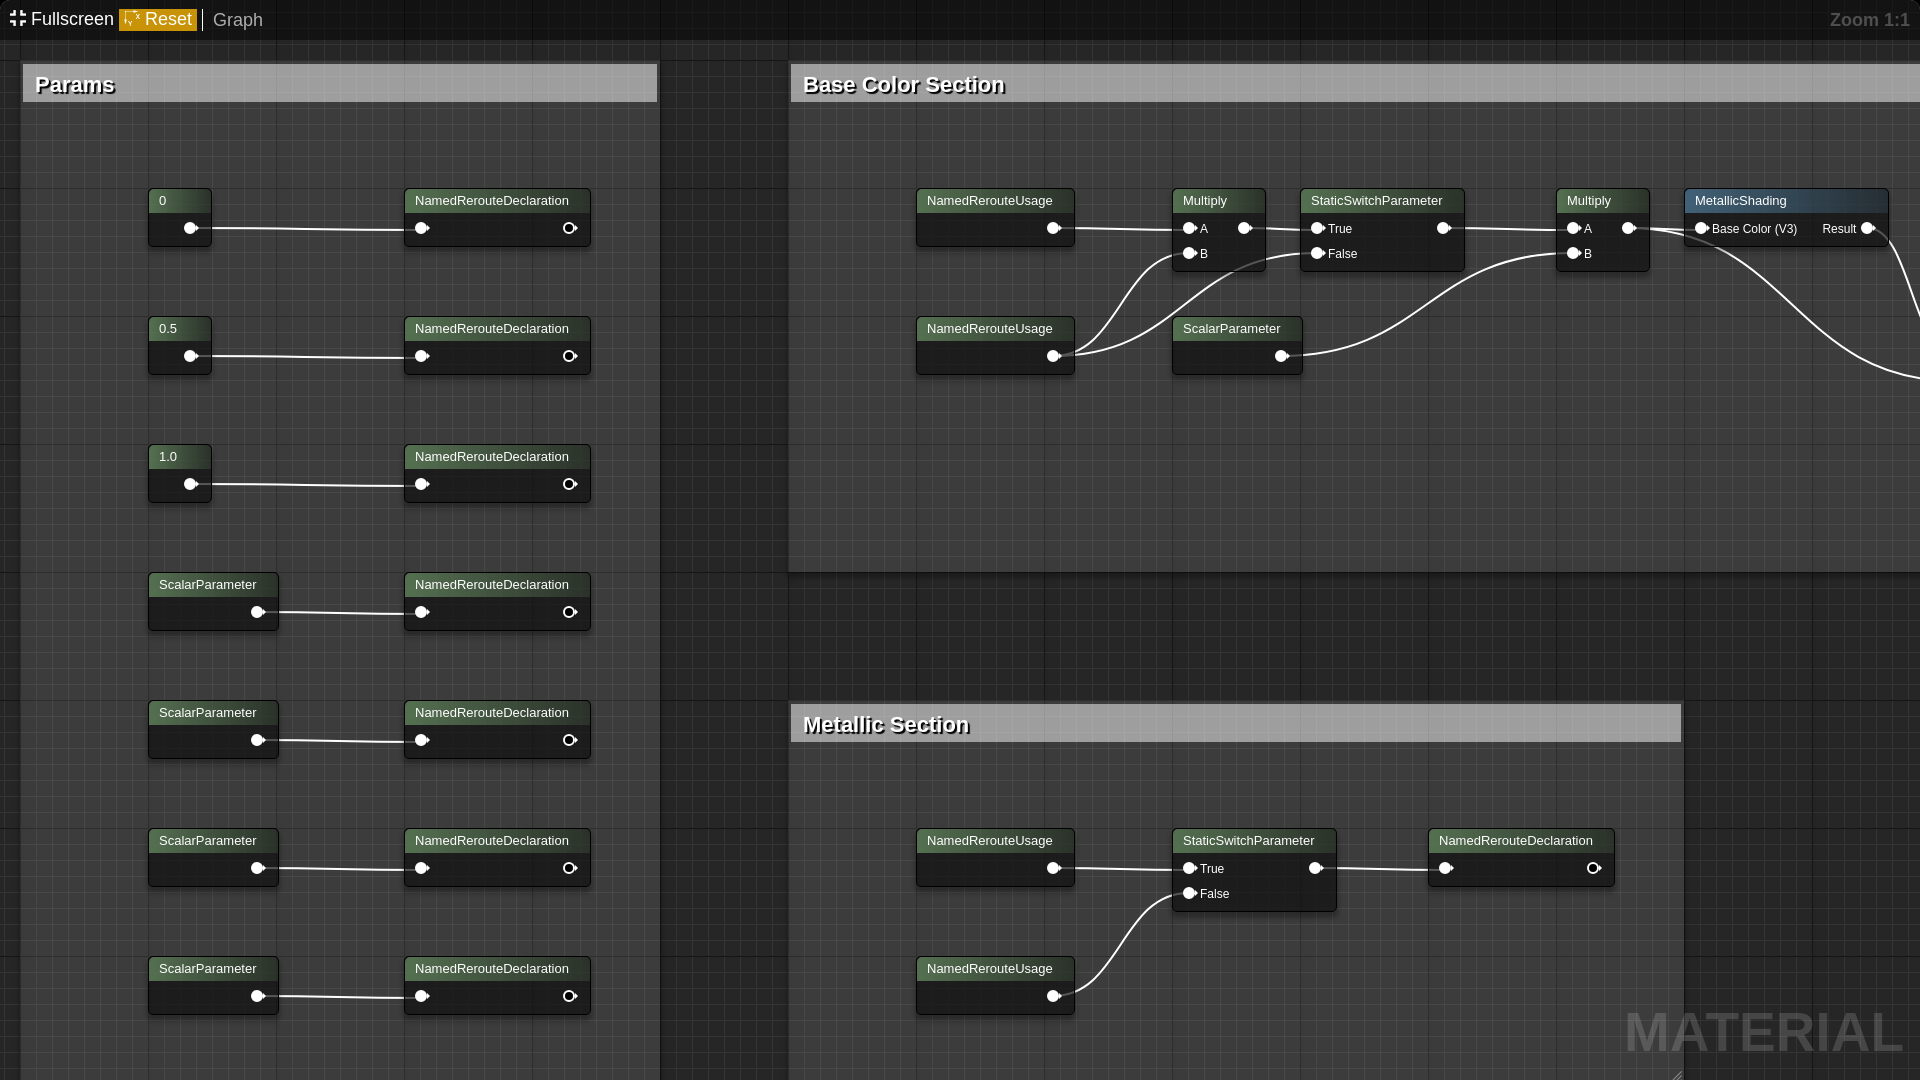 Fullscreen Reset Graph
Zoom 1:1
Params
0
NamedRerouteDeclaration
0.5
NamedRerouteDeclaration
1.0
NamedRerouteDeclaration
ScalarParameter
NamedRerouteDeclaration
ScalarParameter
NamedRerouteDeclaration
ScalarParameter
NamedRerouteDeclaration
ScalarParameter
NamedRerouteDeclaration
Base Color Section
NamedRerouteUsage
Multiply
A
B
StaticSwitchParameter
True
False
Multiply
A
B
MetallicShading
Base Color (V3) Result
NamedRerouteUsage
ScalarParameter
Metallic Section
NamedRerouteUsage
StaticSwitchParameter
True
False
NamedRerouteDeclaration
NamedRerouteUsage
MATERIAL